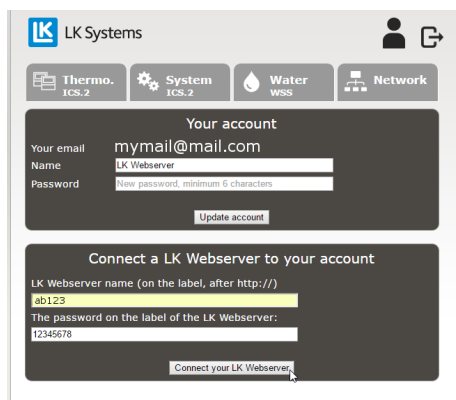 LK LK Systems
Thermo. System Water Network
ICS.2 ICS.2 WSS
Your account
Your email mymail@mail.com
Name LK Webserver
Password New password, minimum 6 characters
Update account
Connect a LK Webserver to your account
LK Webserver name (on the label, after http://)
ab123
The password on the label of the LK Webserver:
12345678
Connect your LK Webserver